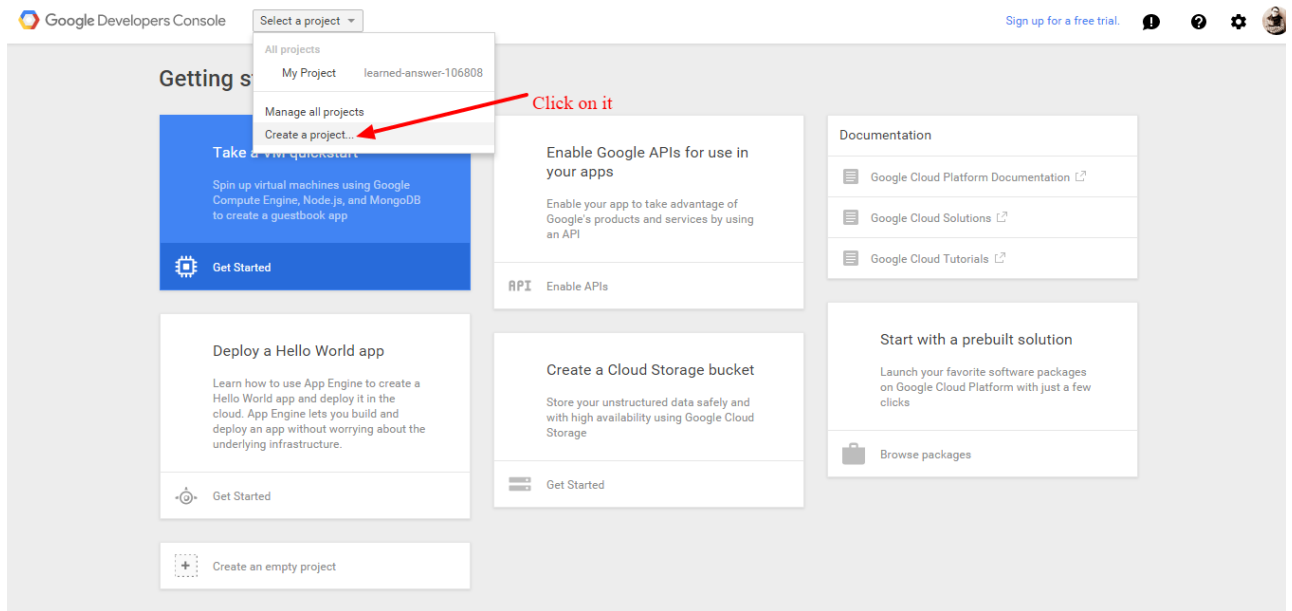 Google Developers Console
Select a project
Sign up for a free trial.
All projects
My Project learned-answer-106808
Manage all projects
Create a project...
Click on it
Getting s
Take a VM quickstart
Spin up virtual machines using Google
Compute Engine, Node.js, and MongoDB
to create a guestbook app
Get Started
Deploy a Hello World app
Learn how to use App Engine to create a
Hello World app and deploy it in the
cloud. App Engine lets you build and
deploy an app without worrying about the
underlying infrastructure.
Get Started
Create an empty project
Enable Google APIs for use in
your apps
Enable your app to take advantage of
Google's products and services by using
an API
API Enable APIs
Create a Cloud Storage bucket
Store your unstructured data safely and
with high availability using Google Cloud
Storage
Get Started
Documentation
Google Cloud Platform Documentation
Google Cloud Solutions
Google Cloud Tutorials
Start with a prebuilt solution
Launch your favorite software packages
on Google Cloud Platform with just a few
clicks
Browse packages